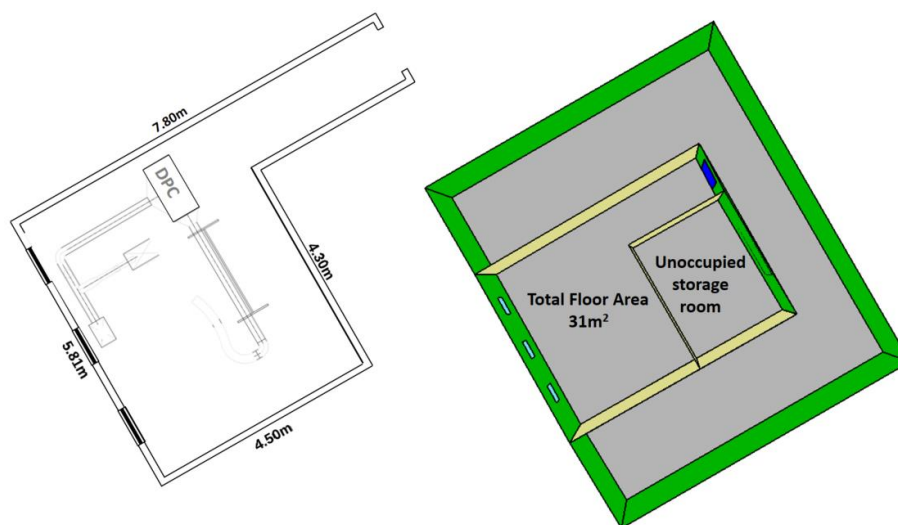 7.80m
DPC
4.30m
5.81m
4.50m
Total Floor Area
31m²
Unoccupied
storage
room